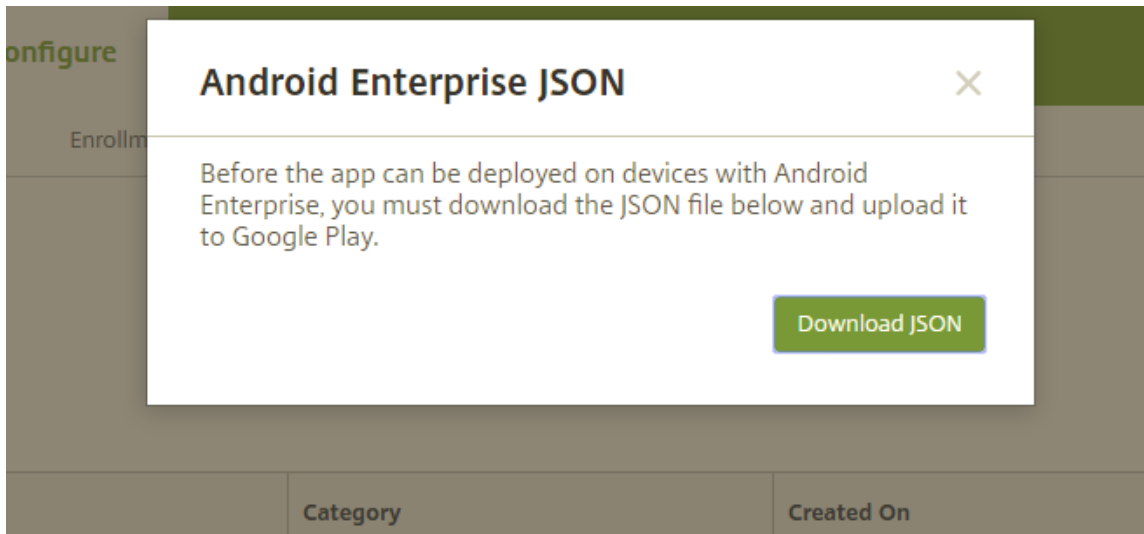 onfigure
Enrollm
Android Enterprise JSON
Before the app can be deployed on devices with Android
Enterprise, you must download the JSON file below and upload it
to Google Play.
Download JSON
Category
Created On